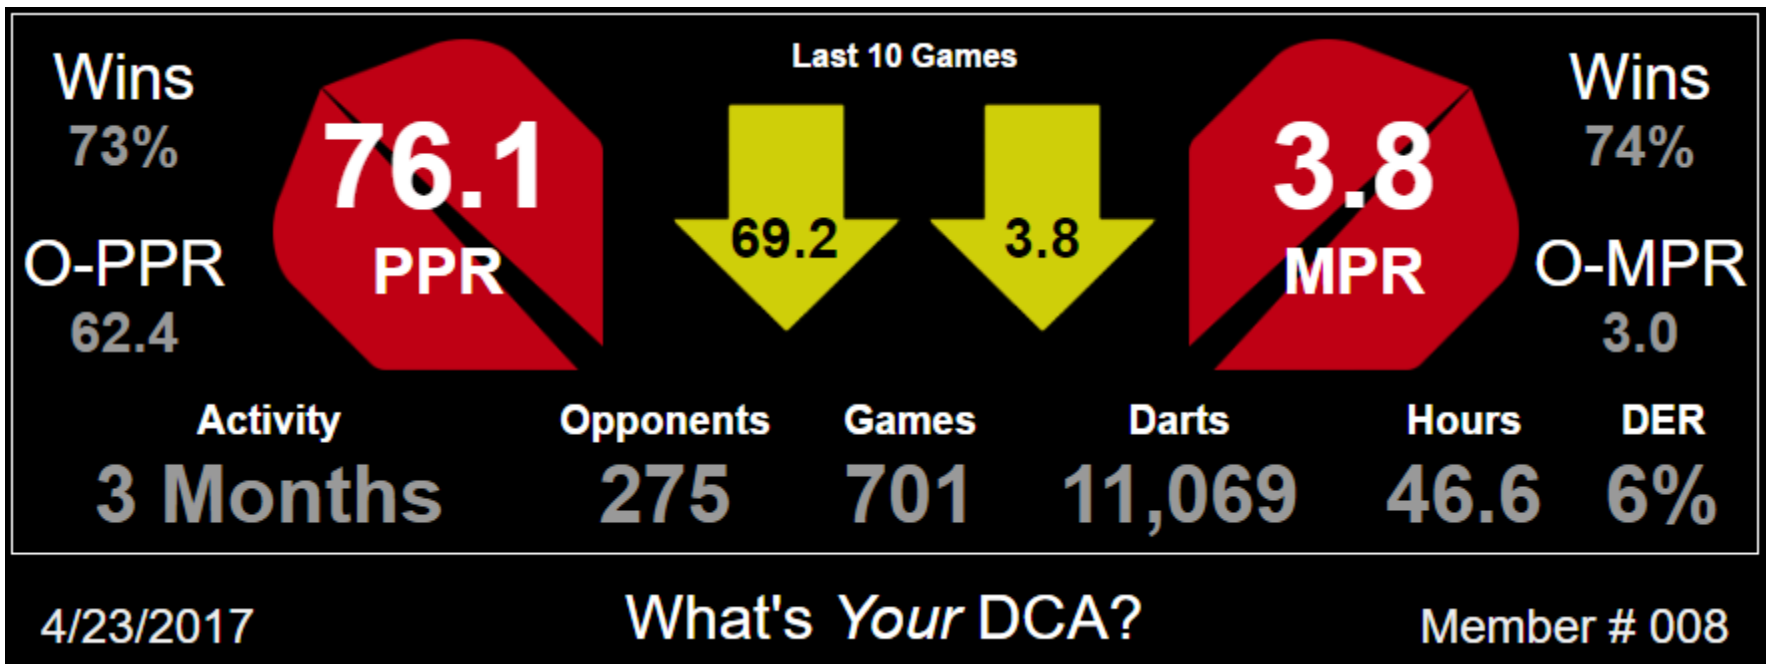 Last 10 Games
Wins
73%
O-PPR
62.4
76.1
PPR
69.2
3.8
3.8
MPR
Wins
74%
O-MPR
3.0
Activity Opponents Games Darts Hours DER
3 Months 275 701 11,069 46.6 6%
4/23/2017 What's Your DCA? Member # 008